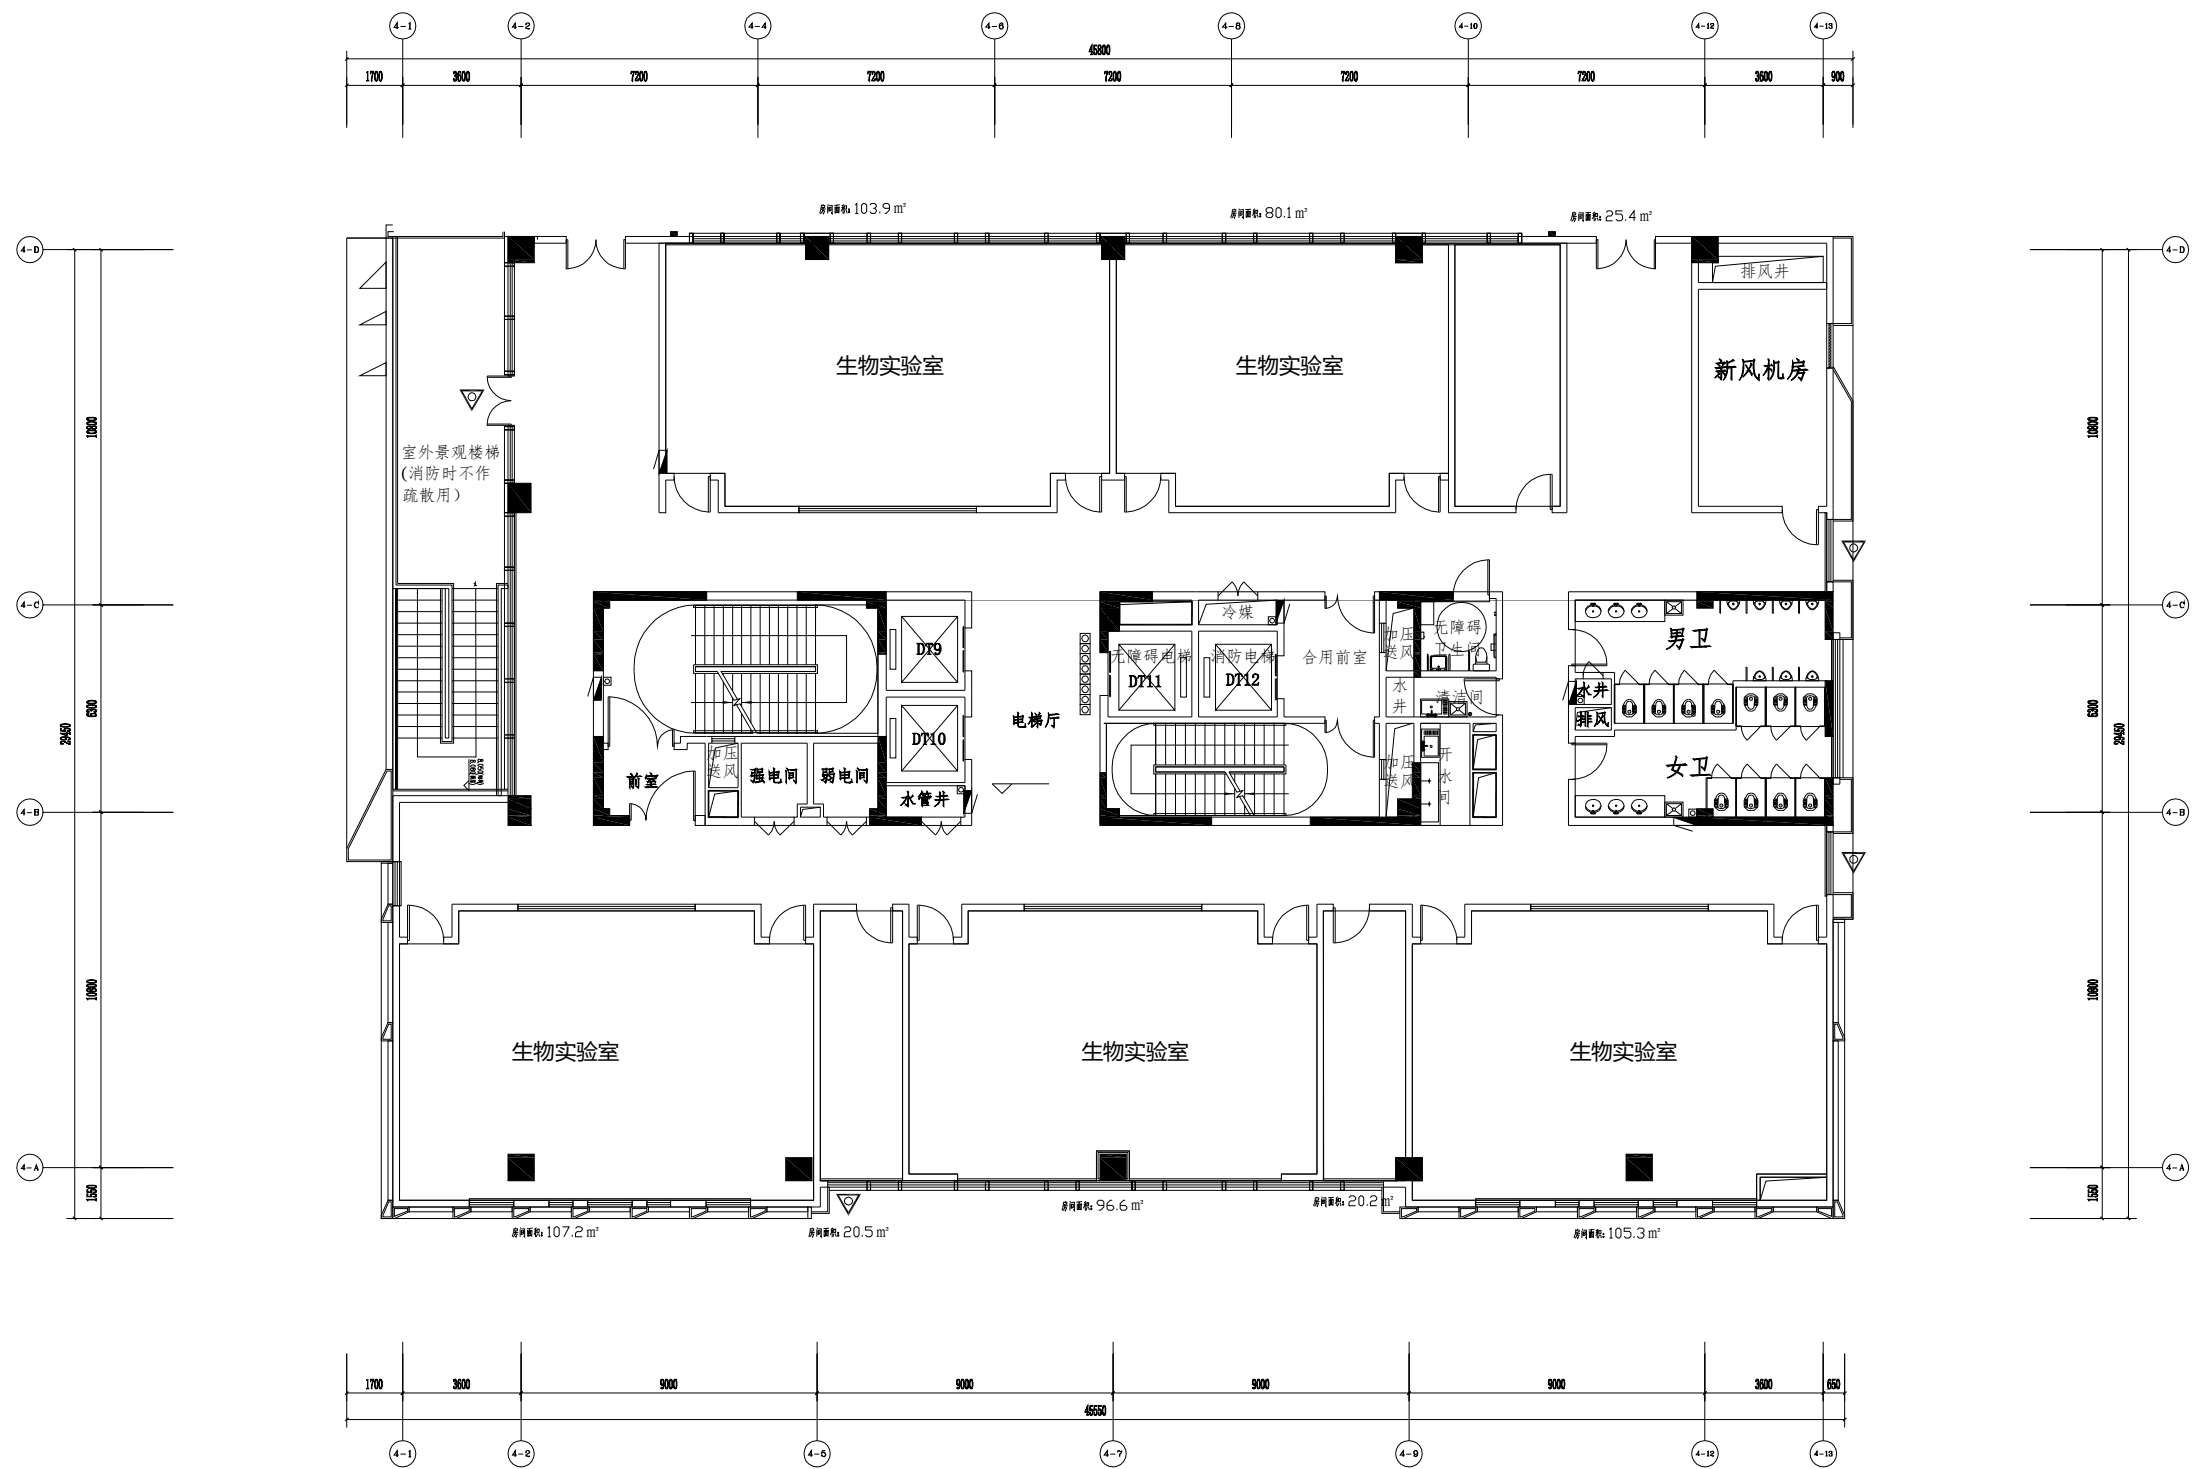 4-1
4-2
4-4
4-6
4-8
4-10
4-12
4-13
45800
1700
3600
7200
7200
7200
7200
7200
3600
900
房间面积: 103.9 m²
房间面积: 80.1 m²
房间面积: 25.4 m²
4-D
4-D
排风井
生物实验室
生物实验室
新风机房
10800
10800
室外景观楼梯
(消防时不作
疏散用)
4-C
4-C
冷媒
无障碍
卫生间
加压
送风
男卫
DT9
无障碍电梯
消防电梯
合用前室
DT11
DT12
水井
清洁间
水井
排风
6300
6300
29450
29450
电梯厅
DT10
加压
送风
强电间
弱电间
前室
水管井
加压
送风
开水间
女卫
4-B
4-B
10800
10800
生物实验室
生物实验室
生物实验室
4-A
4-A
1550
1550
房间面积: 107.2 m²
房间面积: 20.5 m²
房间面积: 96.6 m²
房间面积: 20.2 m²
房间面积: 105.3 m²
1700
3600
9000
9000
9000
9000
3600
650
45550
4-1
4-2
4-5
4-7
4-9
4-12
4-13